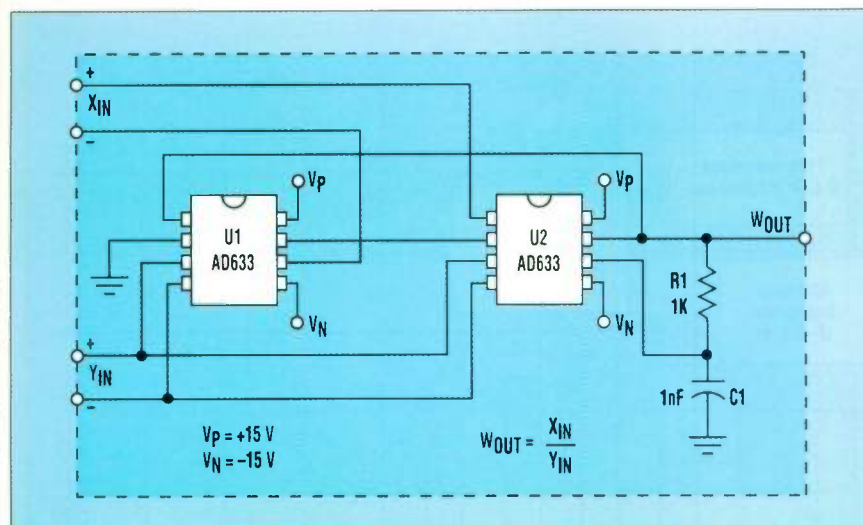 +
XIN
−
VP
VP
U1
AD633
U2
AD633
WOUT
R1
1K
VN
VN
+
YIN
−
1nF
C1
VP = +15 V
VN = −15 V
WOUT = XIN
YIN